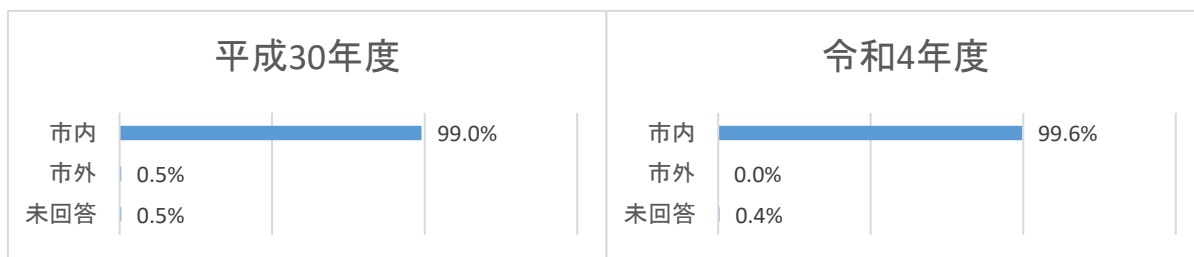 平成30年度
市内 99.0%
市外 0.5%
未回答 0.5%
令和4年度
市内 99.6%
市外 0.0%
未回答 0.4%